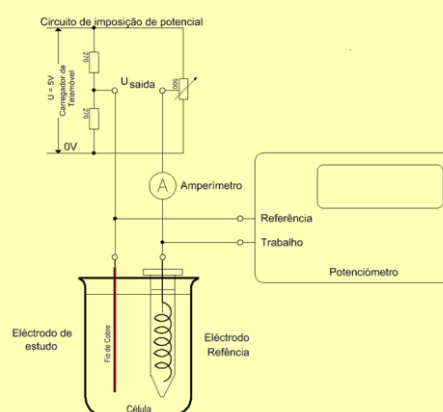 Circuito de imposição de potencial
U = 5V
Carregador de
Telemóvel
270
270
U saida
500
0V
A
Amperímetro
Referência
Trabalho
Potenciómetro
Eléctrodo de
estudo
Fio de Cobre
Eléctrodo
Refência
Célula